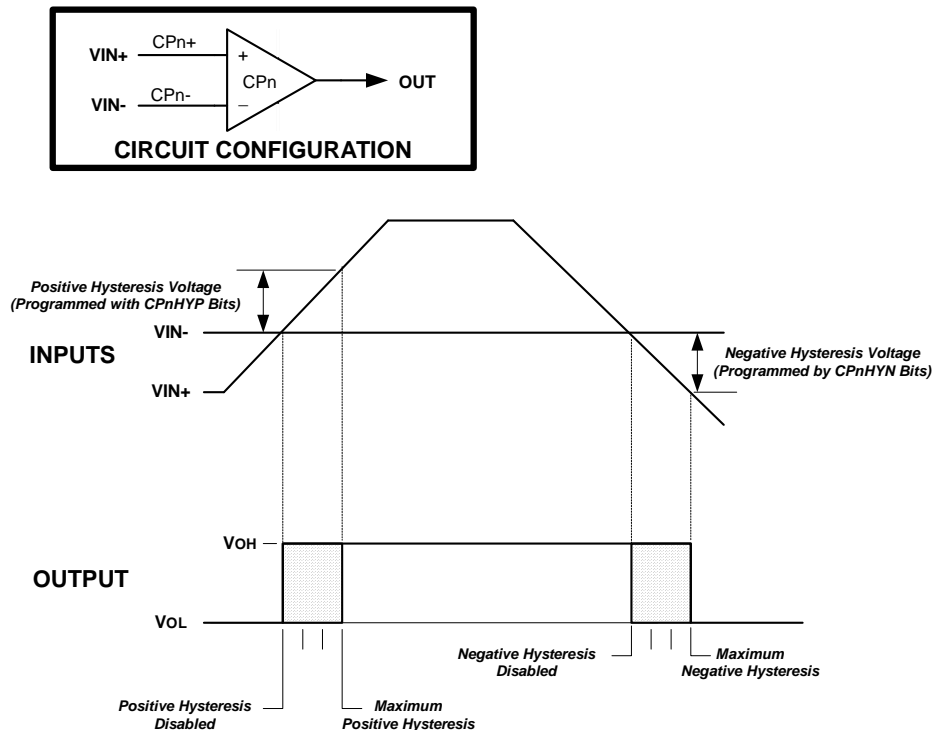 VIN+
CPn+
+
CPn
VIN-
CPn-
_
OUT
CIRCUIT CONFIGURATION
Positive Hysteresis Voltage
(Programmed with CPnHYP Bits)
VIN-
INPUTS
VIN+
Negative Hysteresis Voltage
(Programmed by CPnHYN Bits)
VOH
OUTPUT
VOL
Negative Hysteresis
Disabled
Maximum
Negative Hysteresis
Positive Hysteresis
Disabled
Maximum
Positive Hysteresis